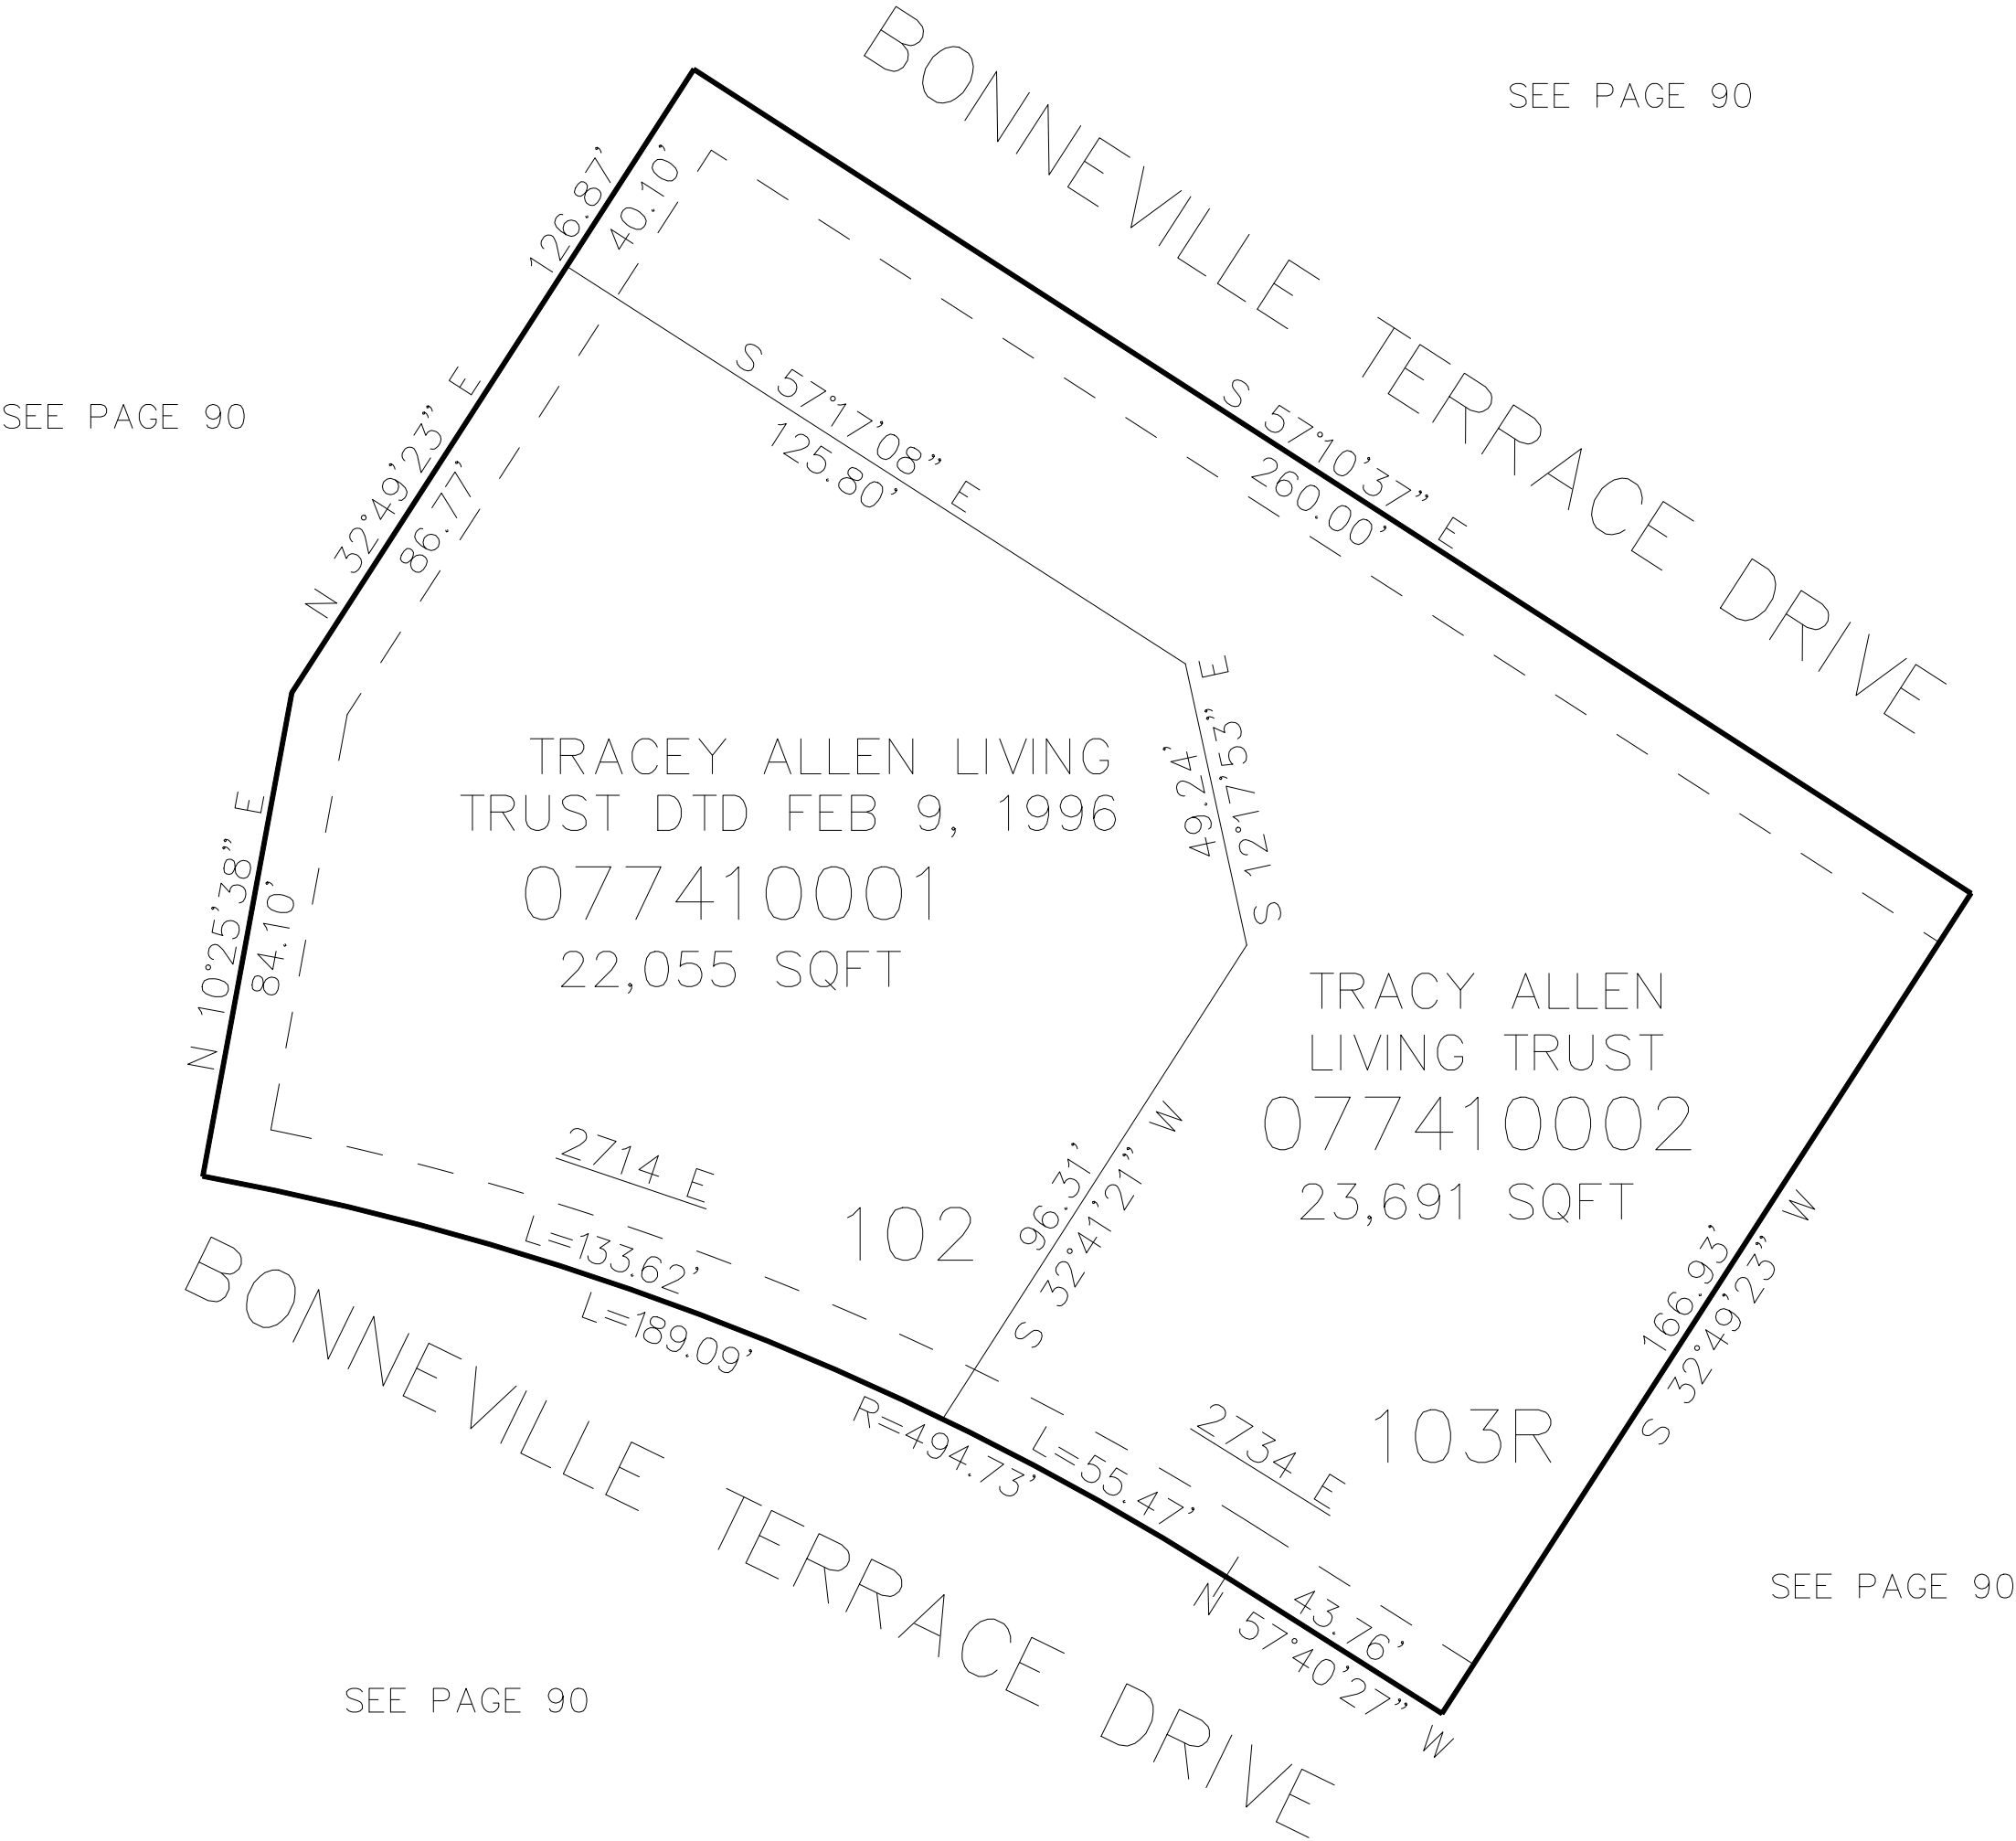 BONNEVILLE TERRACE DRIVE
SEE PAGE 90
126.87'
40.10'
N 32°49'23" E
86.77'
SEE PAGE 90
S 57°17'08" E
125.80'
S 57°10'37" E
260.00'
49.24'
S 12°17'53" E
TRACEY ALLEN LIVING
TRUST DTD FEB 9, 1996
077410001
22,055 SQFT
N 10°25'38" E
84.10'
TRACY ALLEN
LIVING TRUST
077410002
23,691 SQFT
2714 E
102
96.31'
S 32°41'21" W
L=133.62'
L=189.09'
R=494.73'
L=55.47'
2734 E
103R
166.93'
S 32°49'23" W
43.76'
N 57°40'27" W
BONNEVILLE TERRACE DRIVE
SEE PAGE 90
SEE PAGE 90